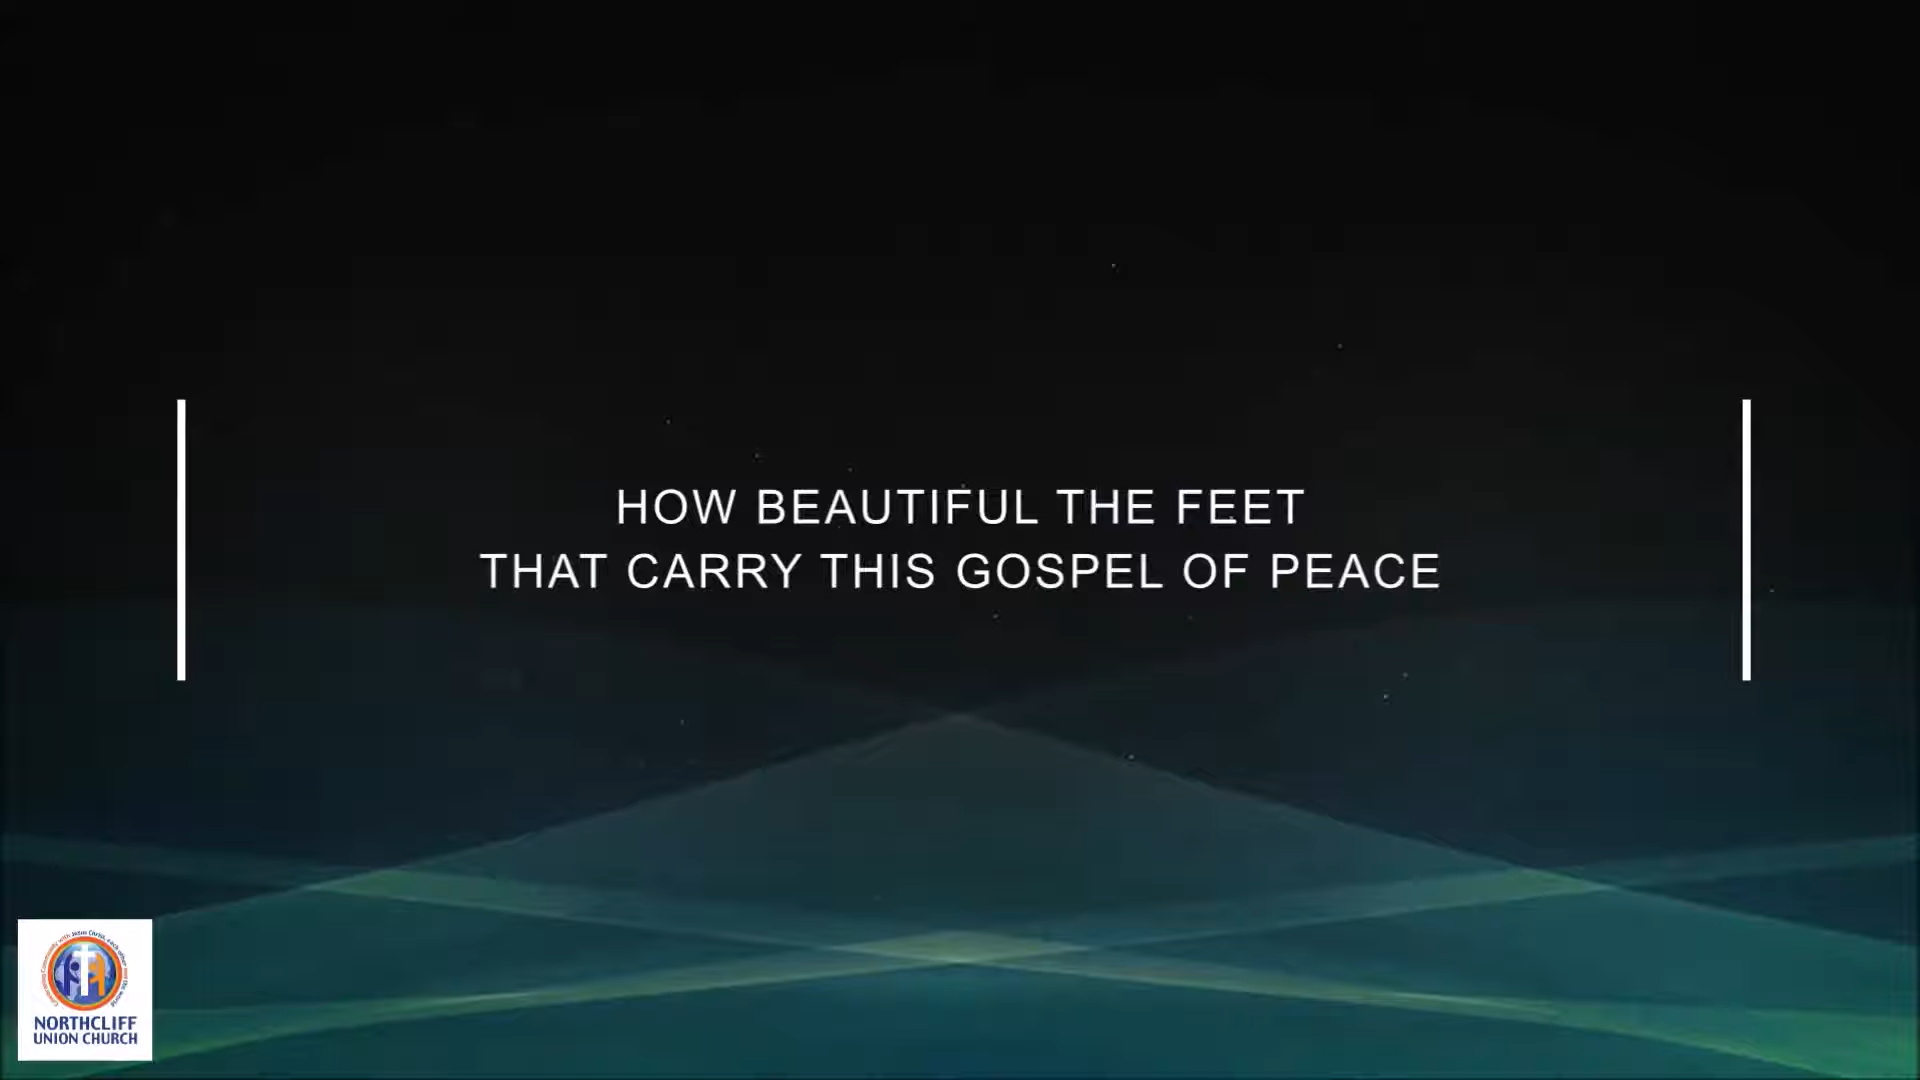 HOW BEAUTIFUL THE FEET
THAT CARRY THIS GOSPEL OF PEACE
NORTHCLIFF
UNION CHURCH